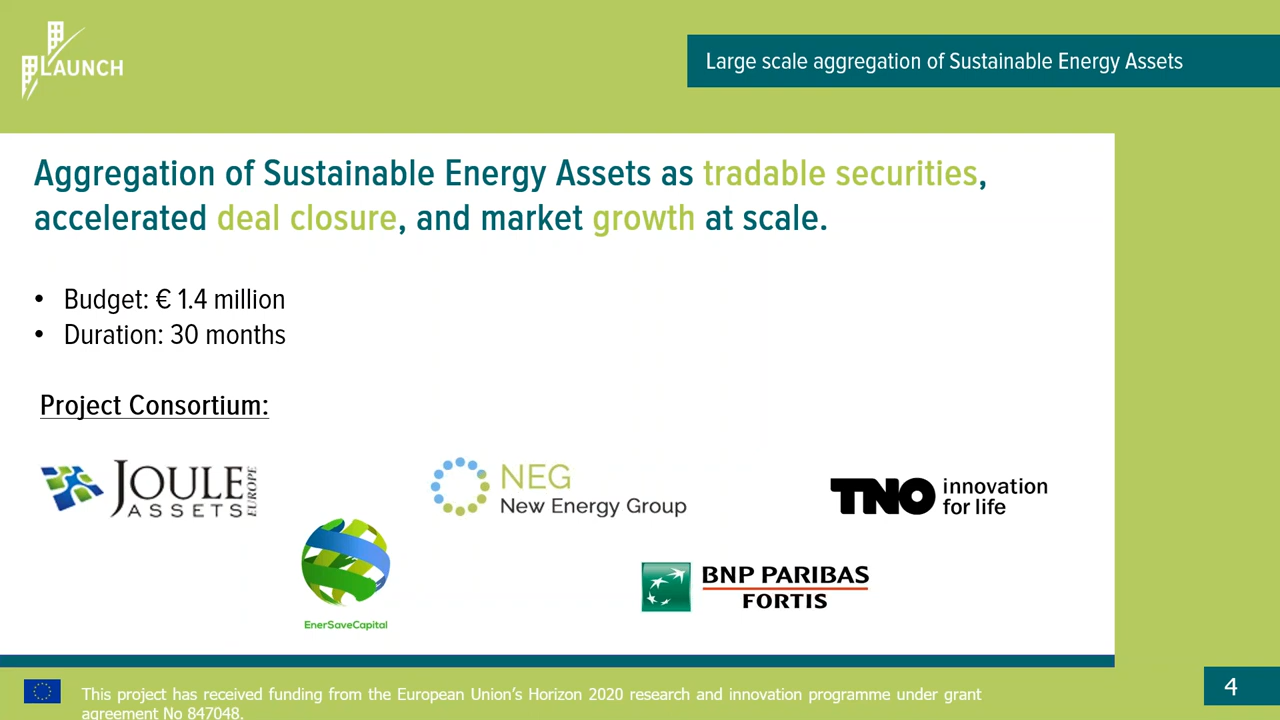 LAUNCH
Large scale aggregation of Sustainable Energy Assets
Aggregation of Sustainable Energy Assets as tradable securities,
accelerated deal closure, and market growth at scale.
• Budget: € 1.4 million
• Duration: 30 months
Project Consortium:
JOULE
ASSETS
EUROPE
NEG
New Energy Group
TNO innovation
for life
EnerSaveCapital
BNP PARIBAS
FORTIS
This project has received funding from the European Union's Horizon 2020 research and innovation programme under grant
agreement No 847048.
4